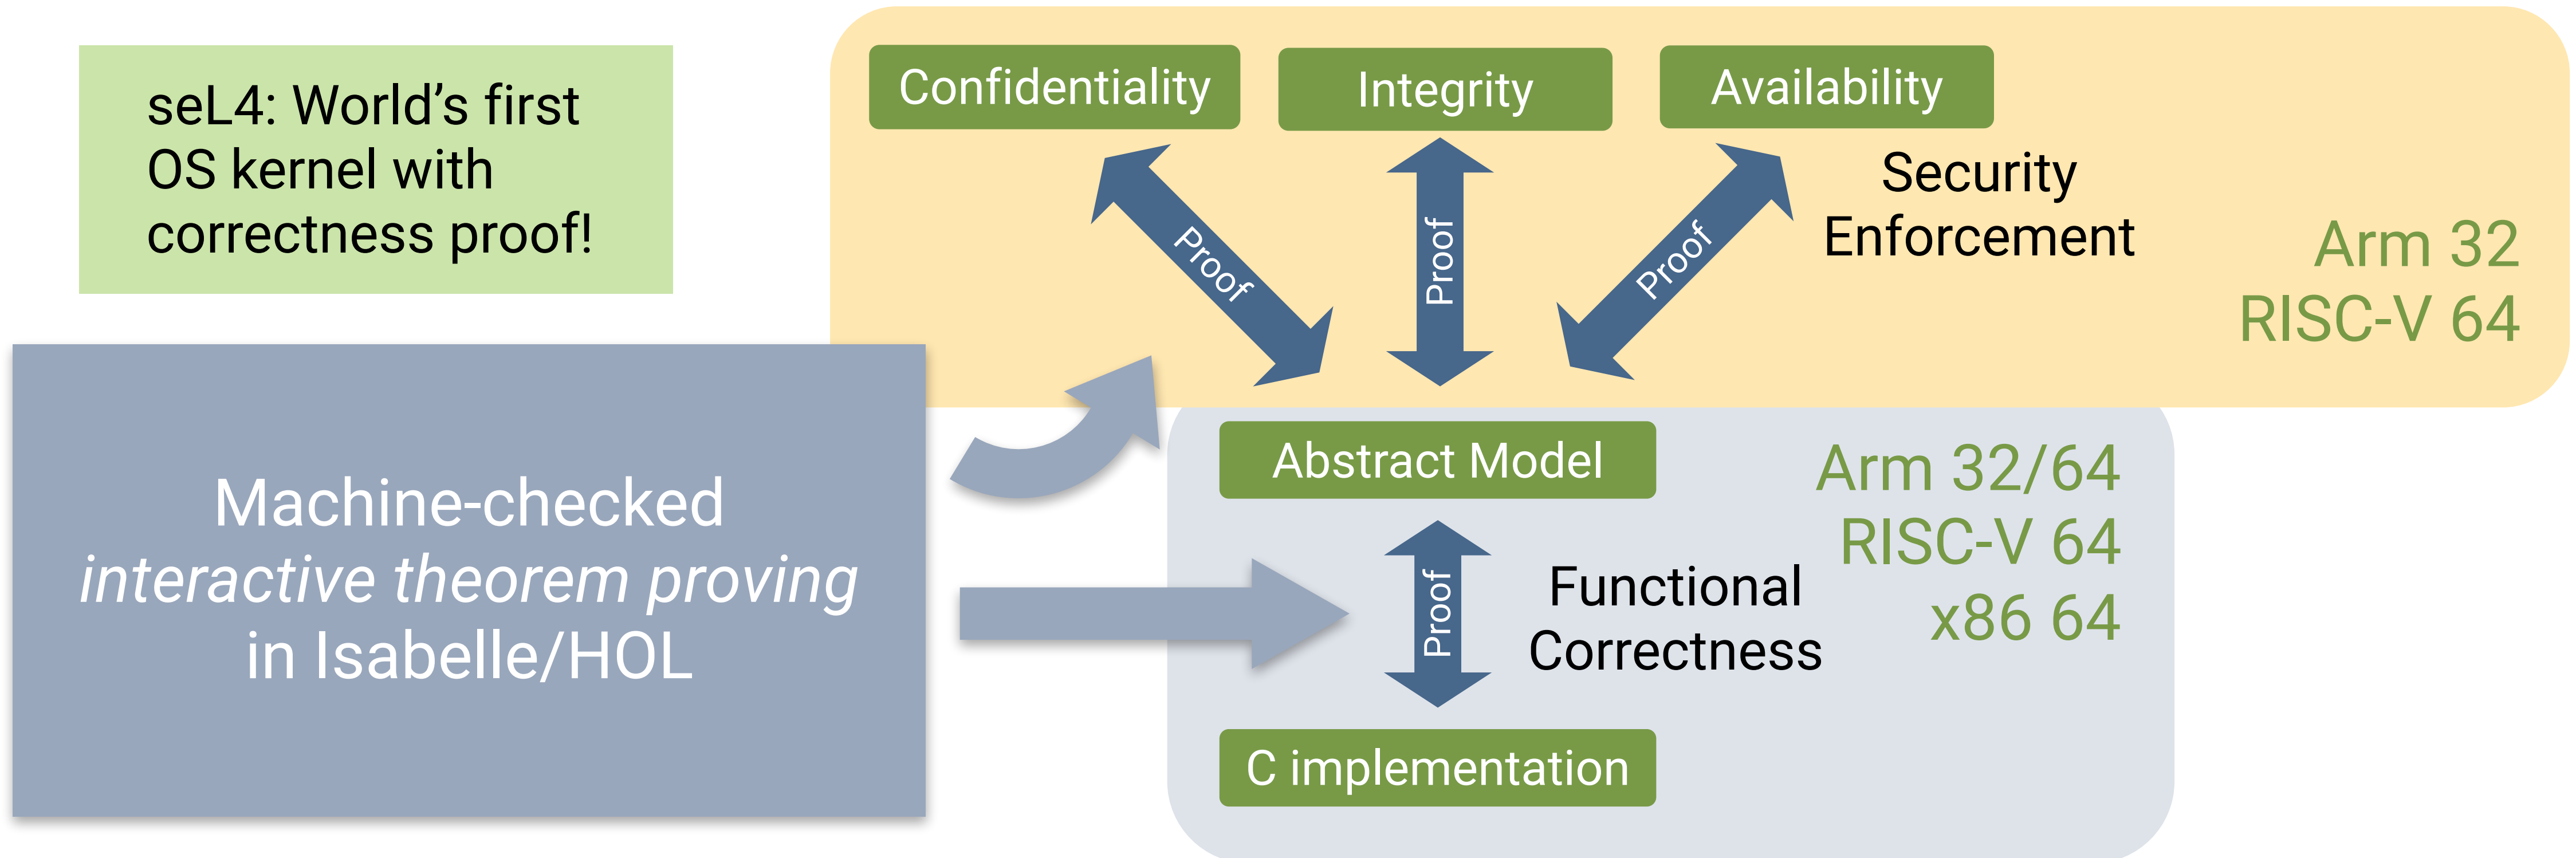 seL4: World’s first
OS kernel with
correctness proof!
Confidentiality
Integrity
Availability
Proof
Proof
Proof
Security
Enforcement
Arm 32
RISC-V 64
Machine-checked
interactive theorem proving
in Isabelle/HOL
Abstract Model
Proof
Functional
Correctness
Arm 32/64
RISC-V 64
x86 64
C implementation